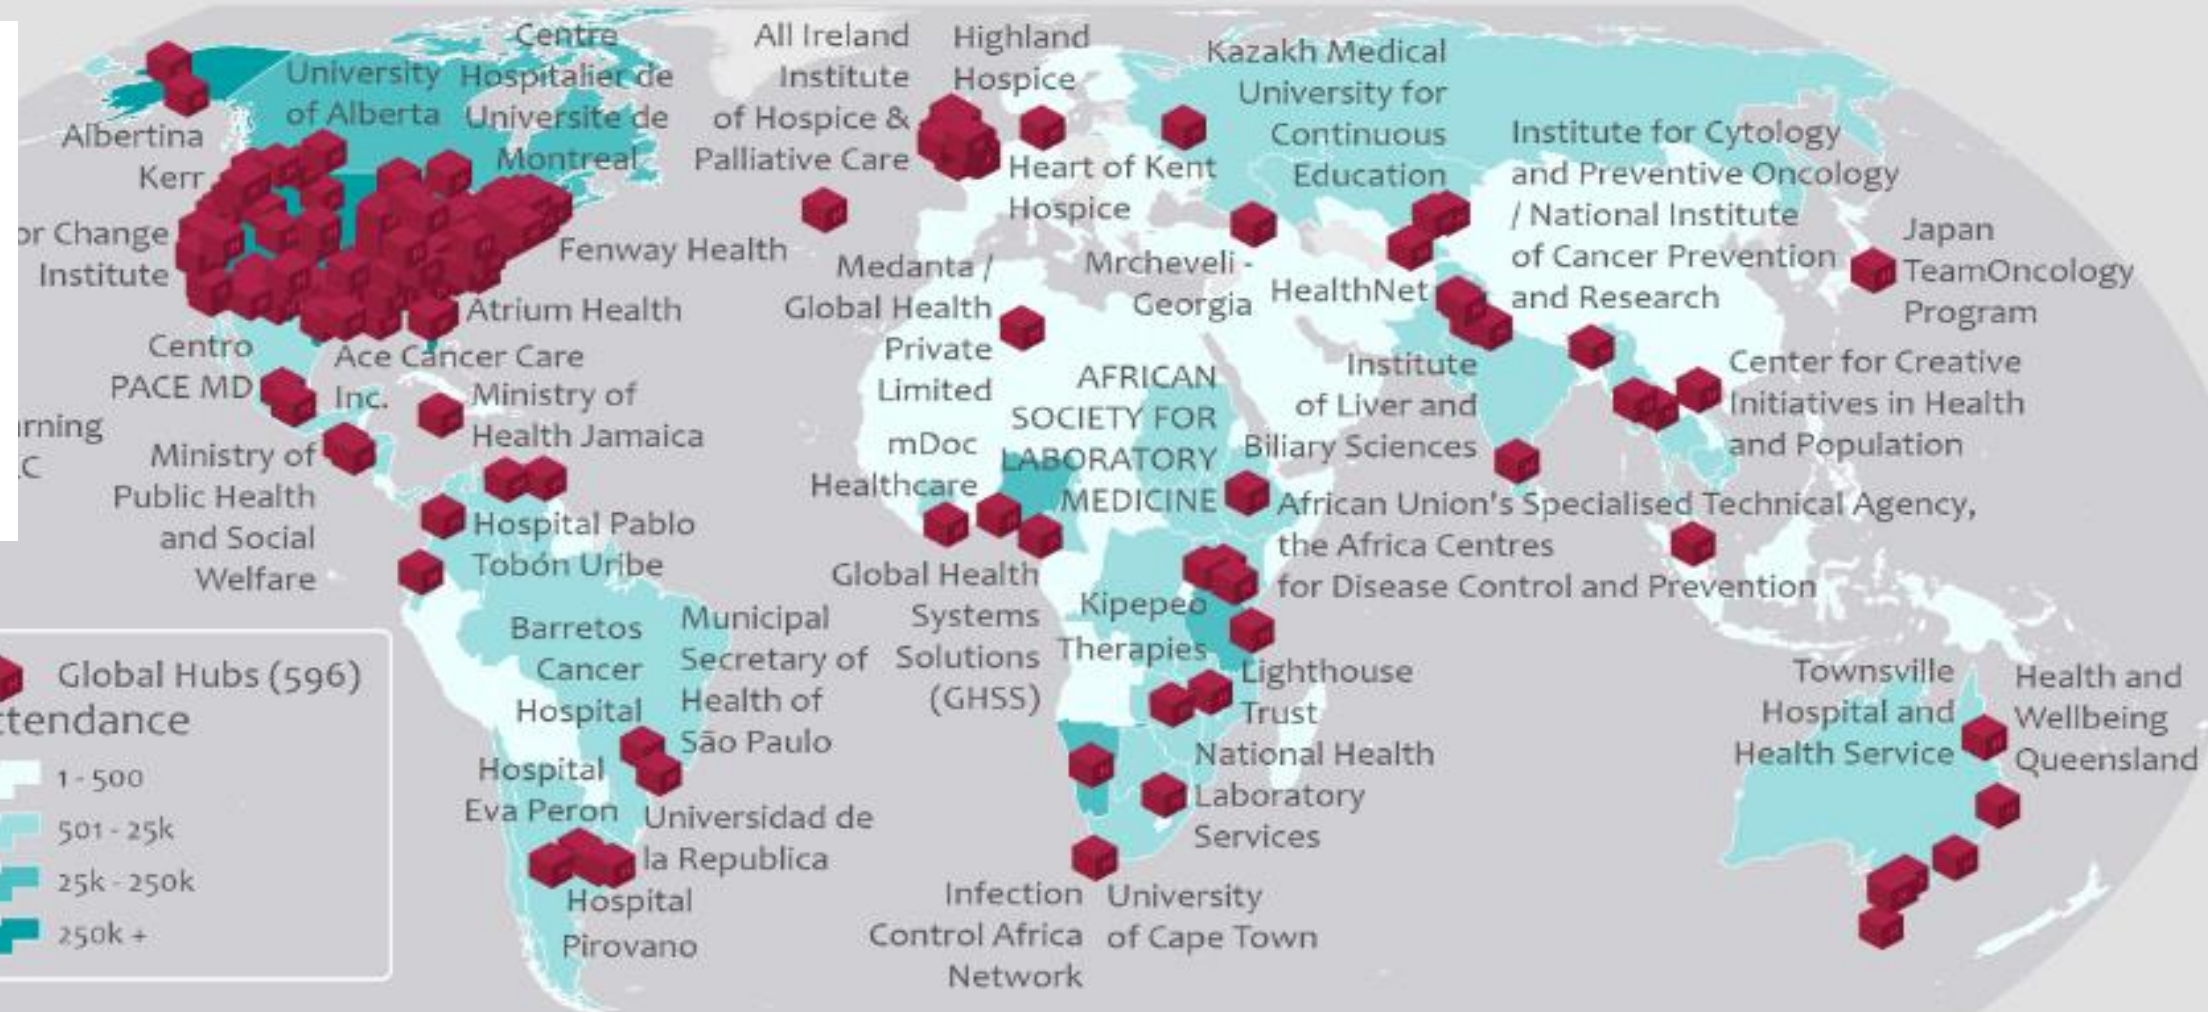 Centre
Hospitalier de
Universite de
Montreal
University
of Alberta
Albertina
Kerr
or Change
Institute
Fenway Health
Atrium Health
Centro
PACE MD
Ace Cancer Care
Inc.
Ministry of
Health Jamaica
rning
C
Ministry of
Public Health
and Social
Welfare
Hospital Pablo
Tobón Uribe
Barretos
Cancer
Hospital
Municipal
Secretary of
Health of
São Paulo
Hospital
Eva Peron
Universidad de
la Republica
Hospital
Pirovano
All Ireland
Institute
of Hospice &
Palliative Care
Highland
Hospice
Heart of Kent
Hospice
Kazakh Medical
University for
Continuous
Education
Institute for Cytology
and Preventive Oncology
/ National Institute
of Cancer Prevention
and Research
Japan
TeamOncology
Program
Medanta /
Global Health
Private
Limited
Mrcheveli -
Georgia
HealthNet
AFRICAN
SOCIETY FOR
LABORATORY
MEDICINE
Institute
of Liver and
Biliary Sciences
Center for Creative
Initiatives in Health
and Population
mDoc
Healthcare
African Union's Specialised Technical Agency,
the Africa Centres
for Disease Control and Prevention
Global Health
Systems
Solutions
(GHSS)
Kipepeo
Therapies
Lighthouse
Trust
National Health
Laboratory
Services
Infection
Control Africa
Network
University
of Cape Town
Townsville
Hospital and
Health Service
Health and
Wellbeing
Queensland
Global Hubs (596)
ttendance
1 - 500
501 - 25k
25k - 250k
250k +